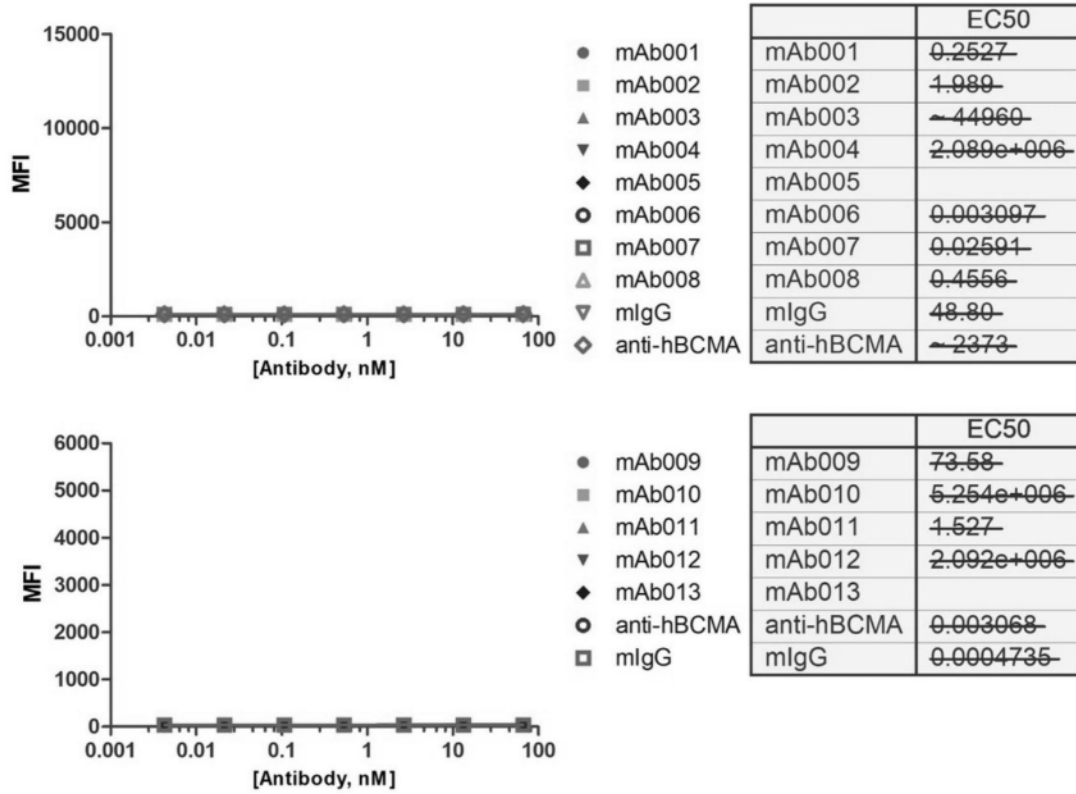 15000
10000
5000
0
MFI
0.001 0.01 0.1 1 10 100
[Antibody, nM]
mAb001
mAb002
mAb003
mAb004
mAb005
mAb006
mAb007
mAb008
mIgG
anti-hBCMA
EC50
mAb001 0.2527
mAb002 1.989
mAb003 ~ 44960
mAb004 2.089e+006
mAb005
mAb006 0.003097
mAb007 0.02591
mAb008 0.4556
mIgG 48.80
anti-hBCMA ~ 2373
6000
5000
4000
3000
2000
1000
0
MFI
0.001 0.01 0.1 1 10 100
[Antibody, nM]
mAb009
mAb010
mAb011
mAb012
mAb013
anti-hBCMA
mIgG
EC50
mAb009 73.58
mAb010 5.254e+006
mAb011 1.527
mAb012 2.092e+006
mAb013
anti-hBCMA 0.003068
mIgG 0.0004735